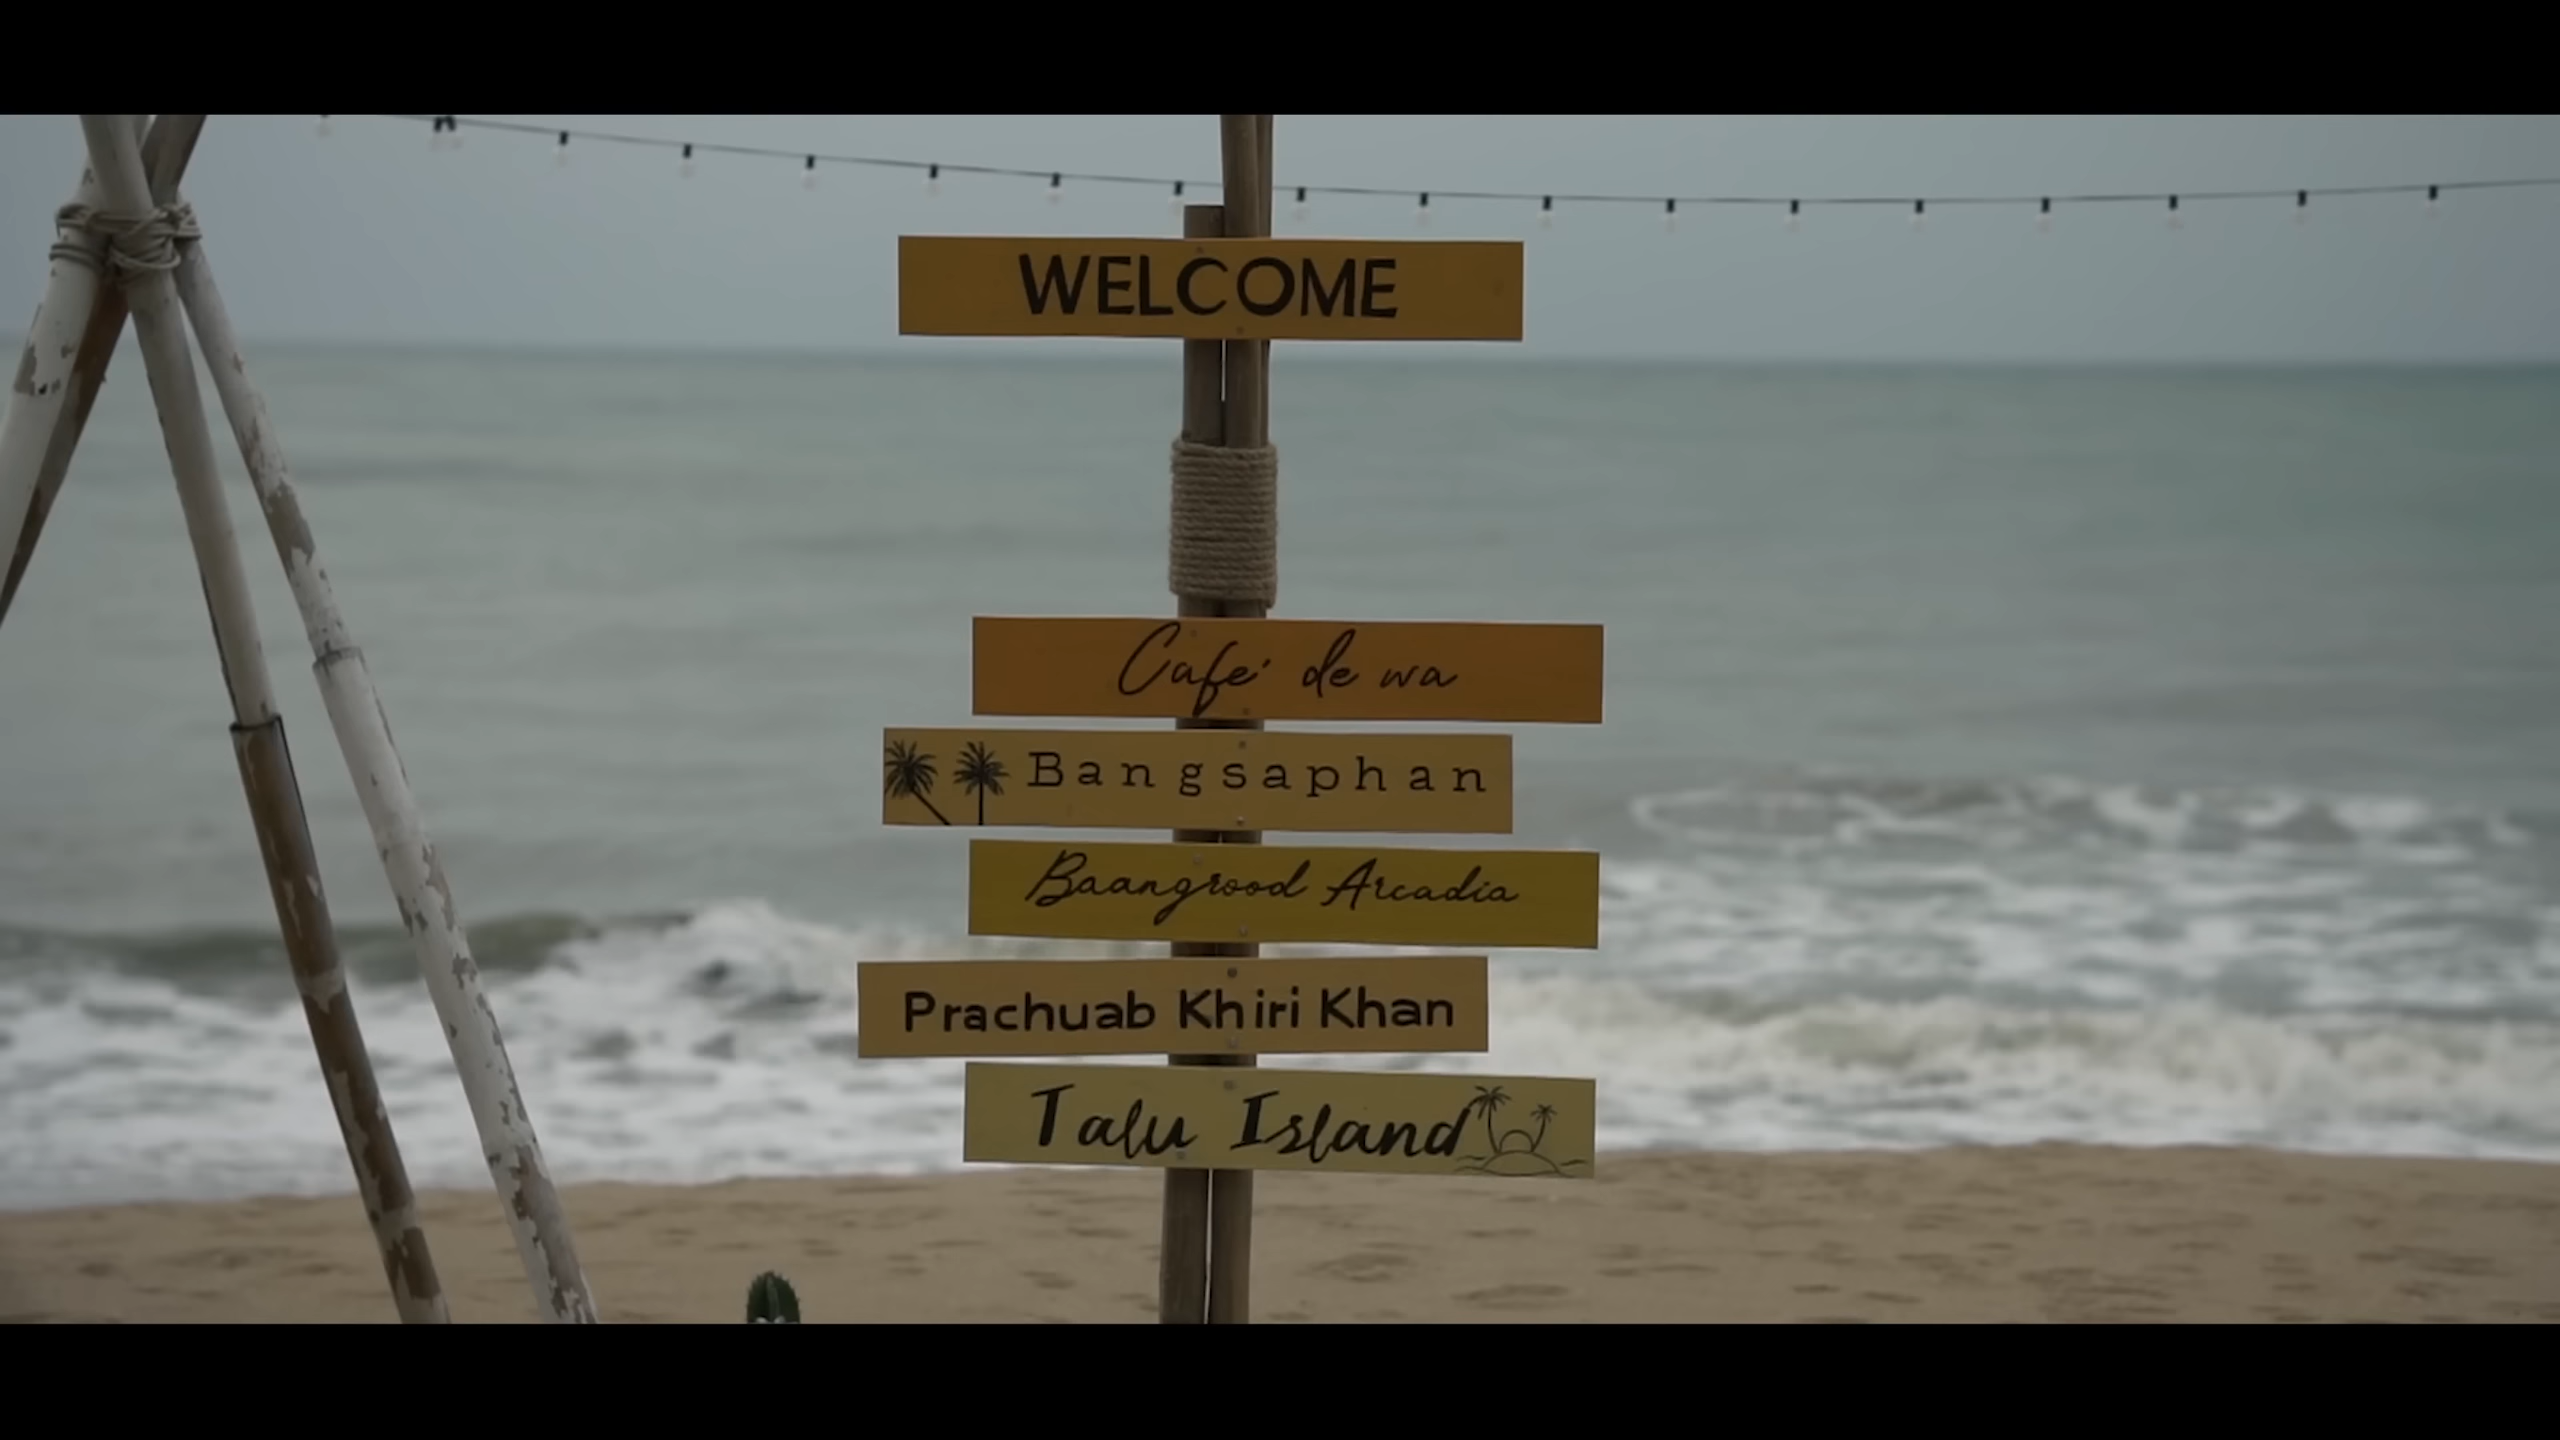 WELCOME
Cafe' de wa
Bangsaphan
Baangrood Arcadia
Prachuab Khiri Khan
Talu Island